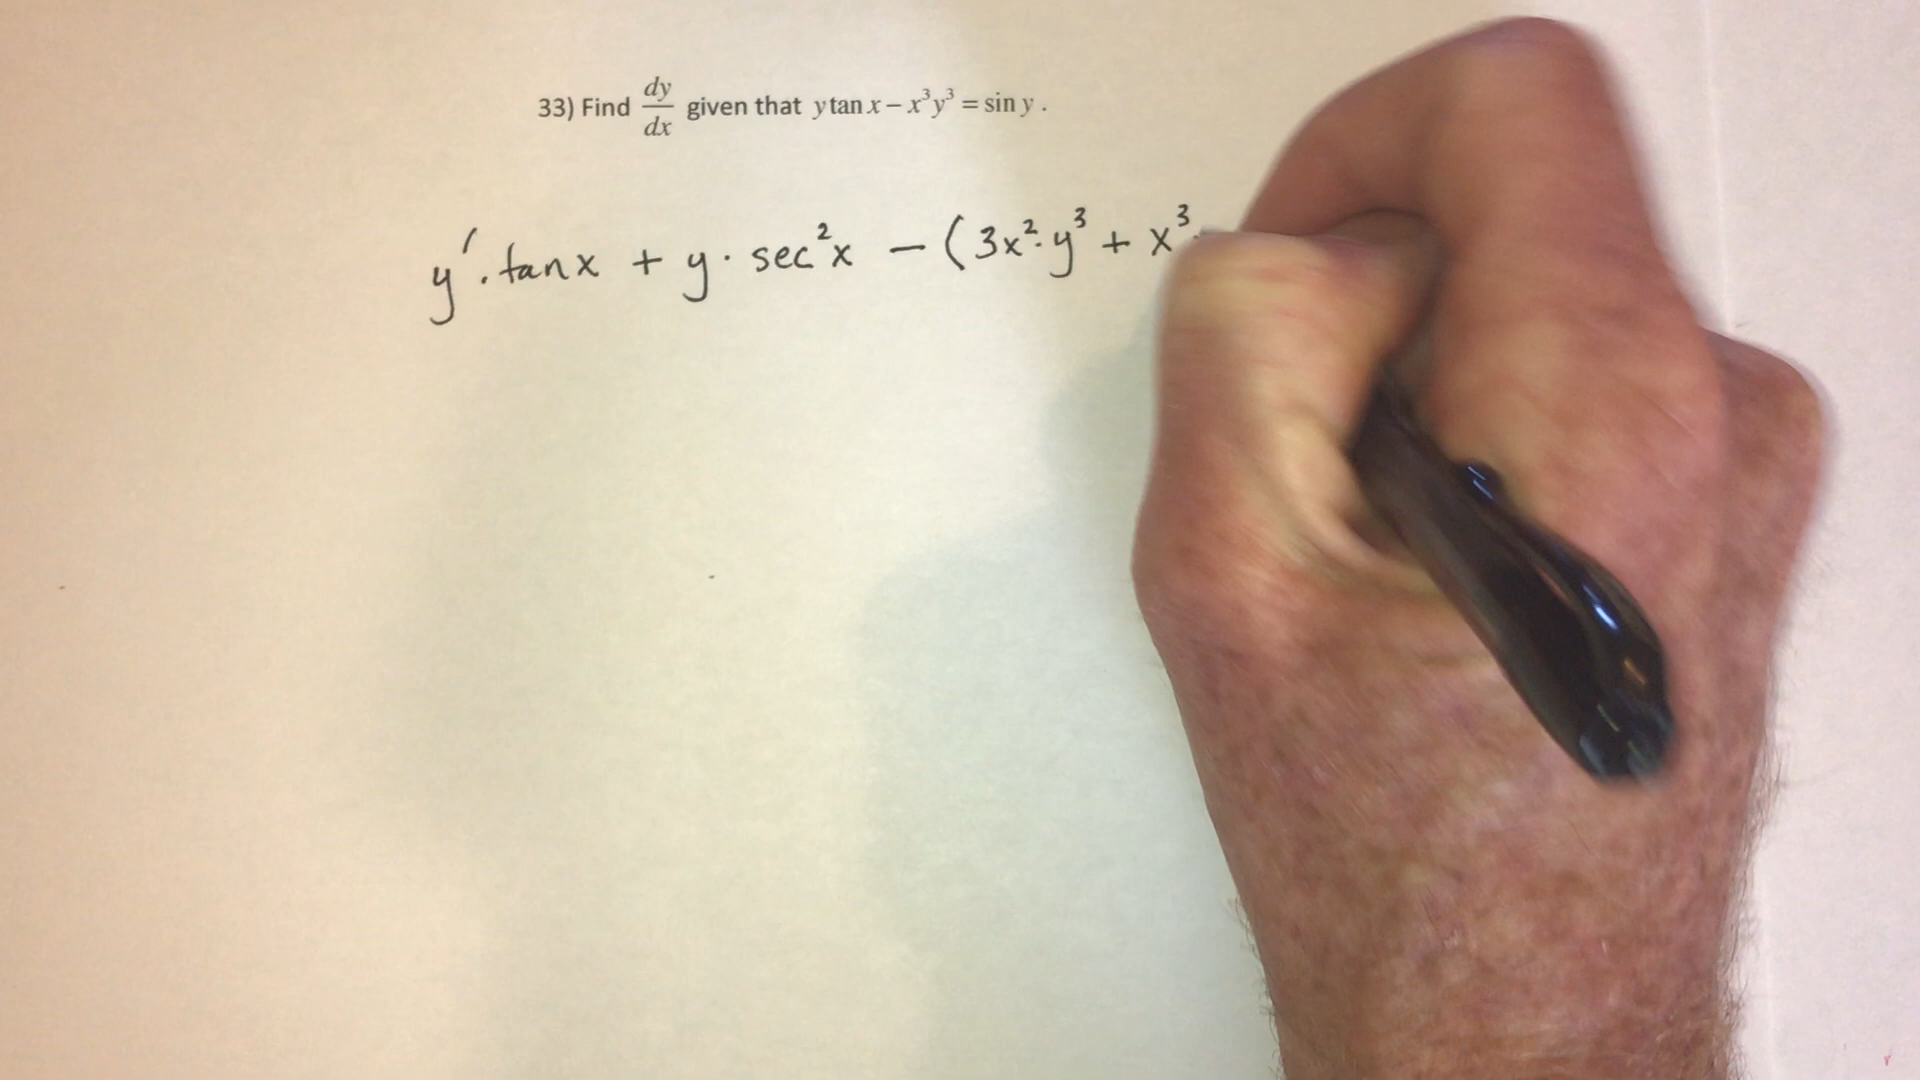 33) Find dy/dx given that y tan x − x³y³ = sin y .
y′ · tan x + y · sec²x − (3x² · y³ + x³ ·